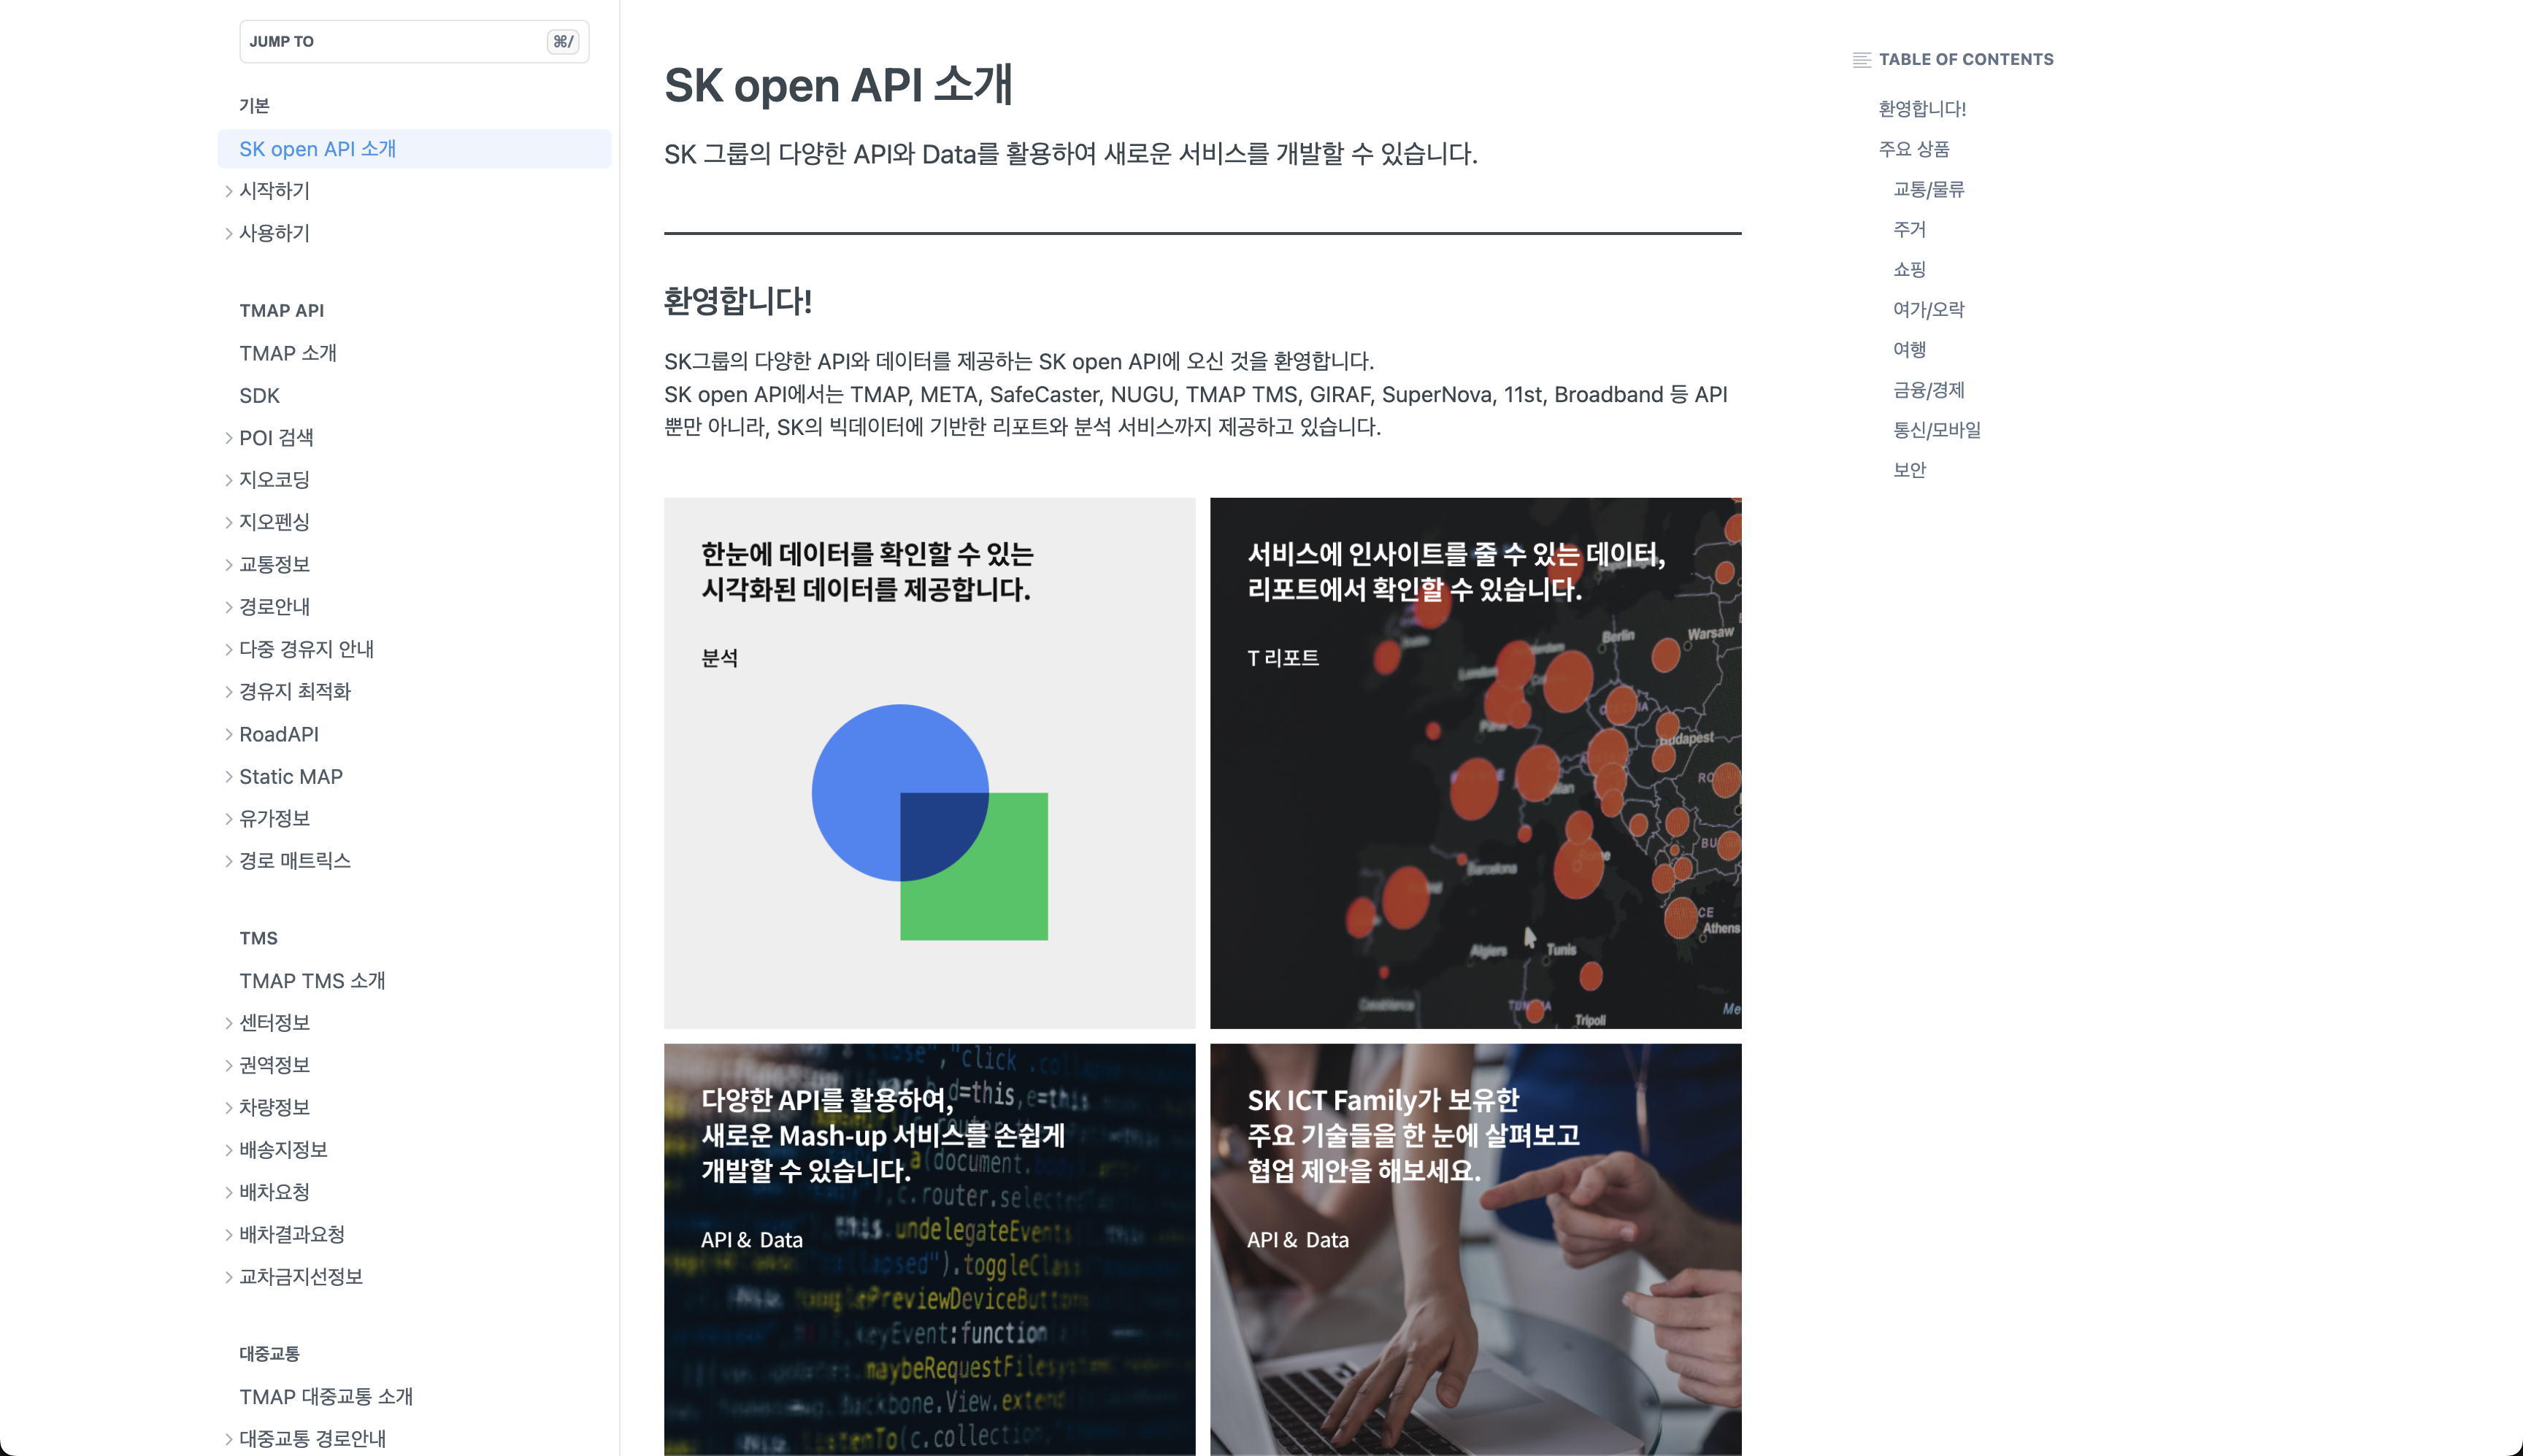 JUMP TO
⌘/
기본
SK open API 소개
시작하기
사용하기
TMAP API
TMAP 소개
SDK
POI 검색
지오코딩
지오펜싱
교통정보
경로안내
다중 경유지 안내
경유지 최적화
RoadAPI
Static MAP
유가정보
경로 매트릭스
TMS
TMAP TMS 소개
센터정보
권역정보
차량정보
배송지정보
배차요청
배차결과요청
교차금지선정보
대중교통
TMAP 대중교통 소개
대중교통 경로안내
SK open API 소개
SK 그룹의 다양한 API와 Data를 활용하여 새로운 서비스를 개발할 수 있습니다.
환영합니다!
SK그룹의 다양한 API와 데이터를 제공하는 SK open API에 오신 것을 환영합니다.
SK open API에서는 TMAP, META, SafeCaster, NUGU, TMAP TMS, GIRAF, SuperNova, 11st, Broadband 등 API
뿐만 아니라, SK의 빅데이터에 기반한 리포트와 분석 서비스까지 제공하고 있습니다.
한눈에 데이터를 확인할 수 있는
시각화된 데이터를 제공합니다.
분석
서비스에 인사이트를 줄 수 있는 데이터,
리포트에서 확인할 수 있습니다.
T 리포트
Berlin
Warsaw
London
Paris
Budapest
Barcelona
Athens
Algiers
Tunis
Casablanca
Tripoli
다양한 API를 활용하여,
새로운 Mash-up 서비스를 손쉽게
개발할 수 있습니다.
API & Data
d=this,e=this
a(document.
c.router.selecter
this.undelegateEvents
").toggleClass
PreviewDeviceButtons
keyEvent:function
maybeRequestFilesystem
Backbone.View.extend
listenTo(c.collection,
SK ICT Family가 보유한
주요 기술들을 한 눈에 살펴보고
협업 제안을 해보세요.
API & Data
TABLE OF CONTENTS
환영합니다!
주요 상품
교통/물류
주거
쇼핑
여가/오락
여행
금융/경제
통신/모바일
보안